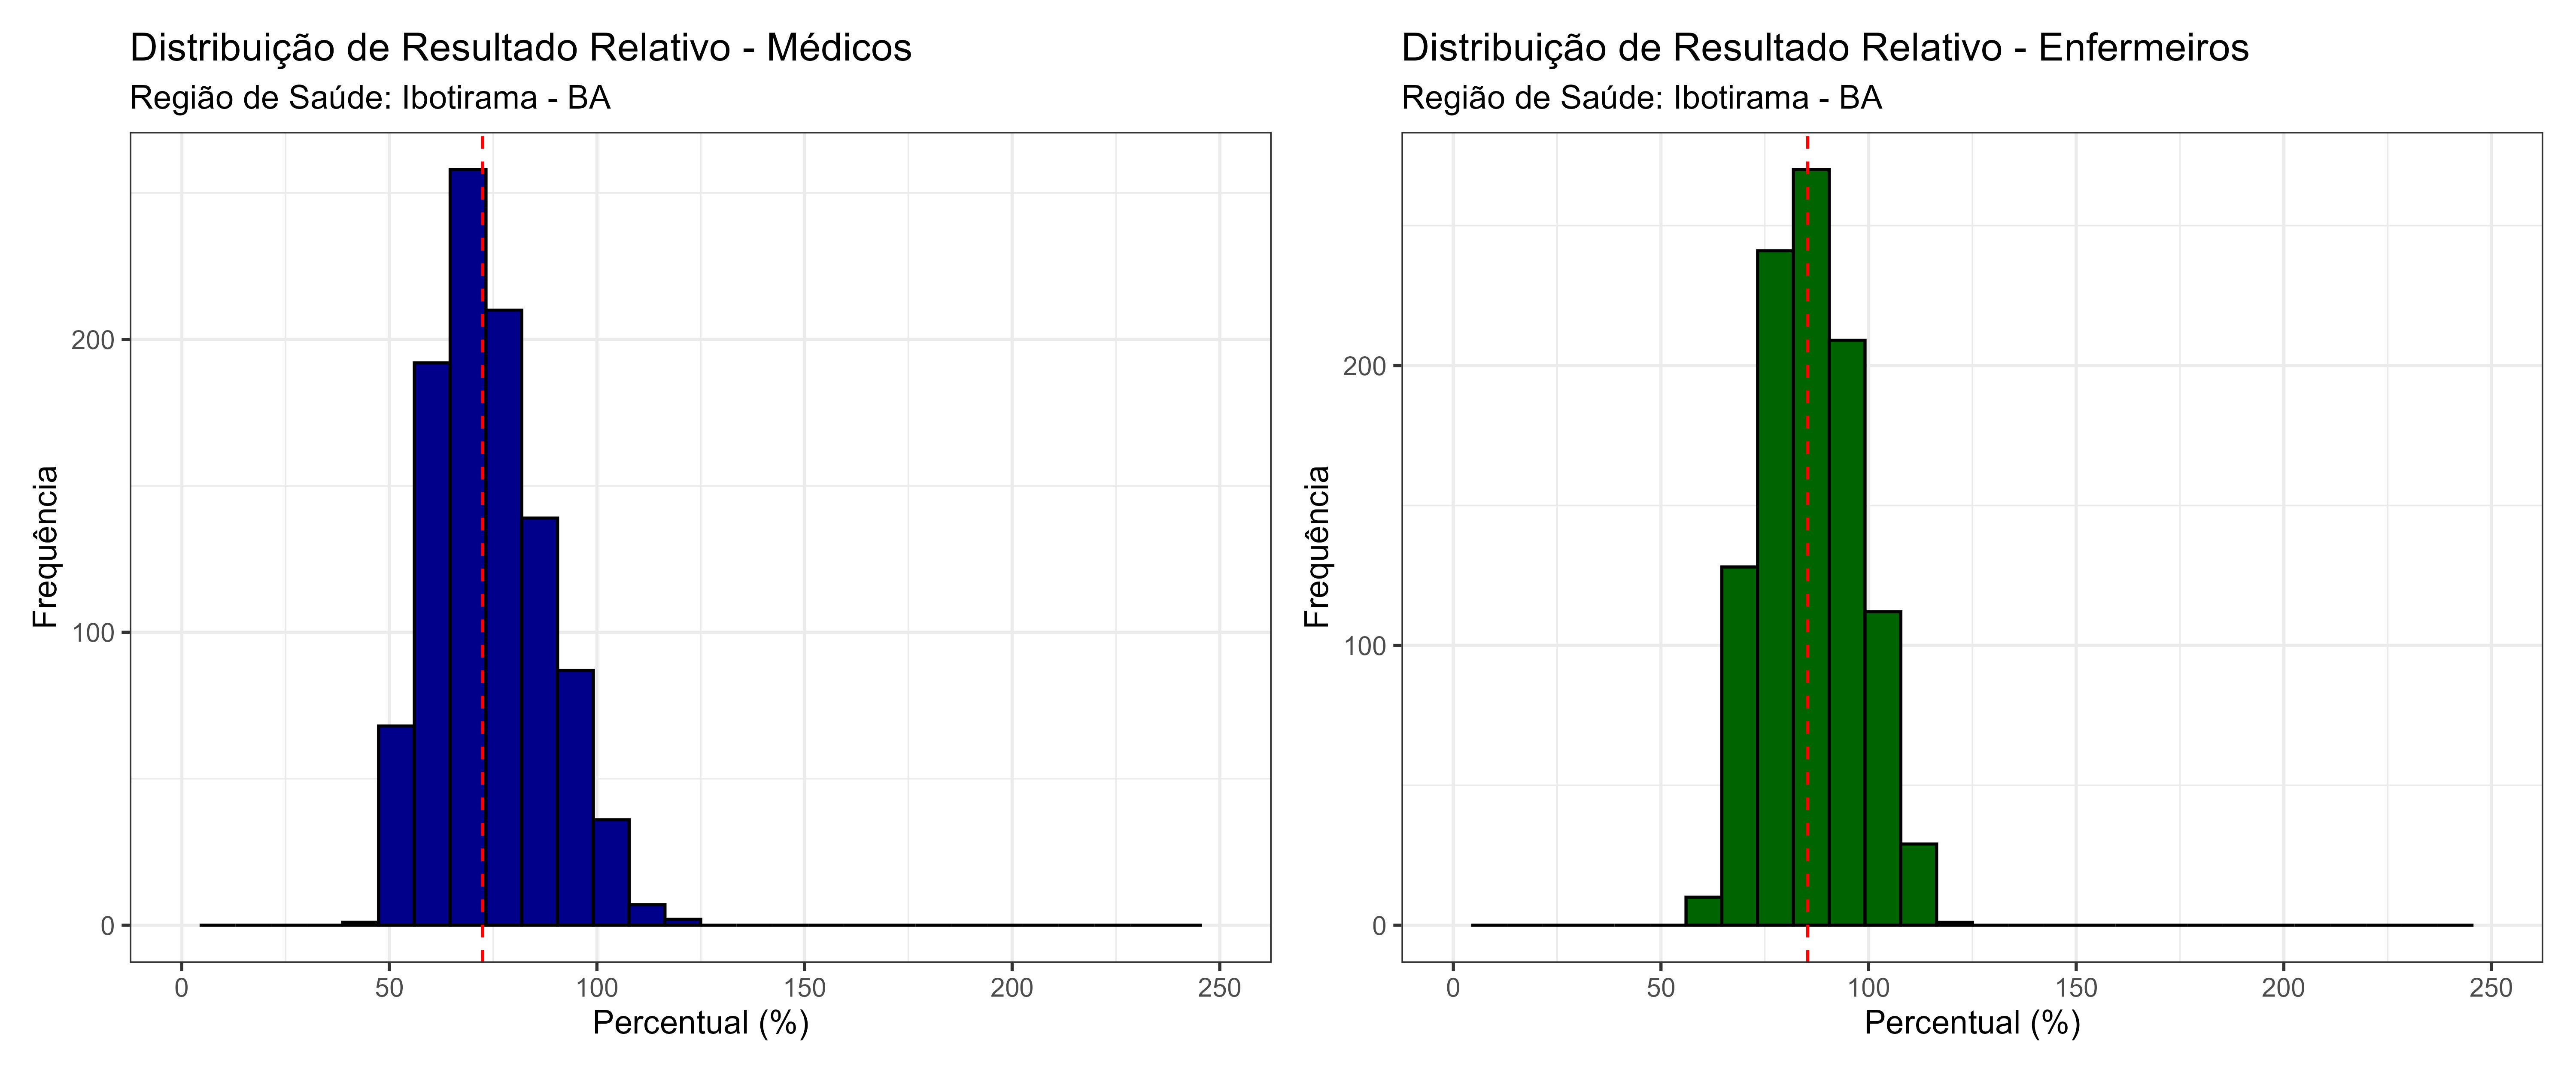 Distribuição de Resultado Relativo - Médicos
Região de Saúde: Ibotirama - BA
Frequência
200
100
0
0 50 100 150 200 250
Percentual (%)
Distribuição de Resultado Relativo - Enfermeiros
Região de Saúde: Ibotirama - BA
Frequência
200
100
0
0 50 100 150 200 250
Percentual (%)